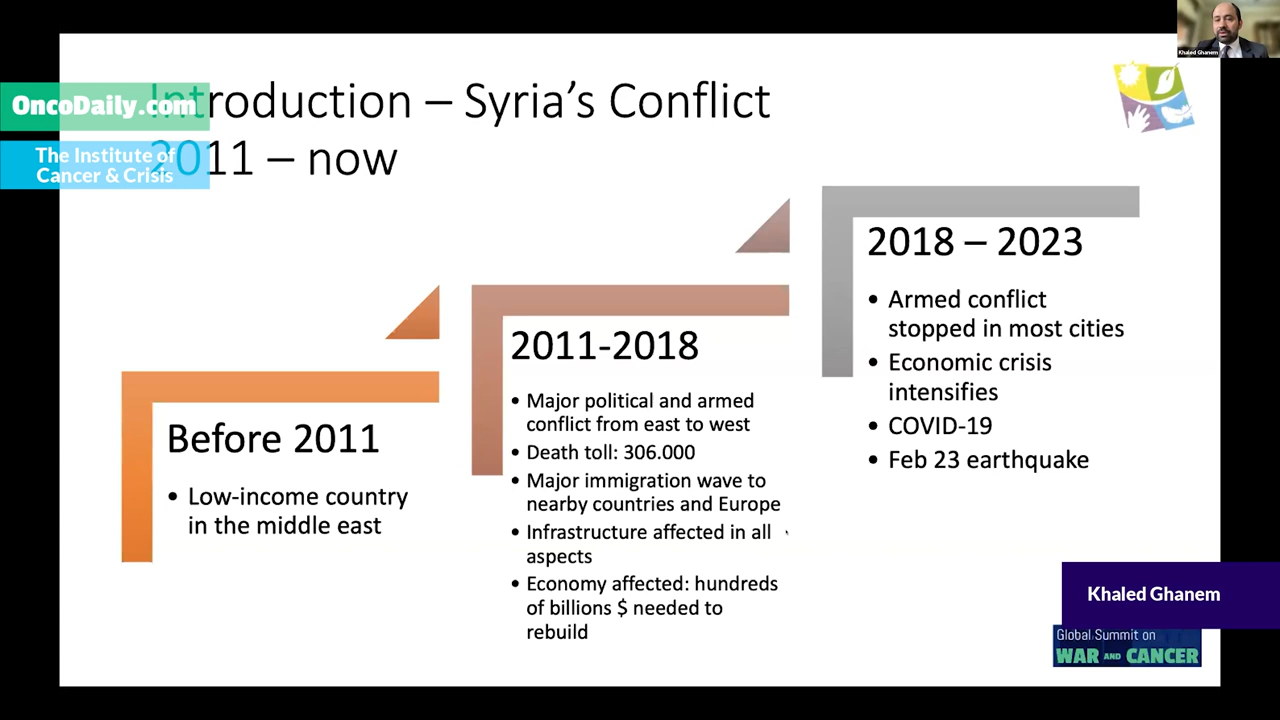 Khaled Ghanem
OncoDaily.com
Introduction – Syria’s Conflict
The Institute of
Cancer & Crisis
2011 – now
Before 2011
• Low-income country
in the middle east
2011-2018
• Major political and armed
conflict from east to west
• Death toll: 306.000
• Major immigration wave to
nearby countries and Europe
• Infrastructure affected in all
aspects
• Economy affected: hundreds
of billions $ needed to
rebuild
2018 – 2023
• Armed conflict
stopped in most cities
• Economic crisis
intensifies
• COVID-19
• Feb 23 earthquake
Khaled Ghanem
Global Summit on
WAR AND CANCER